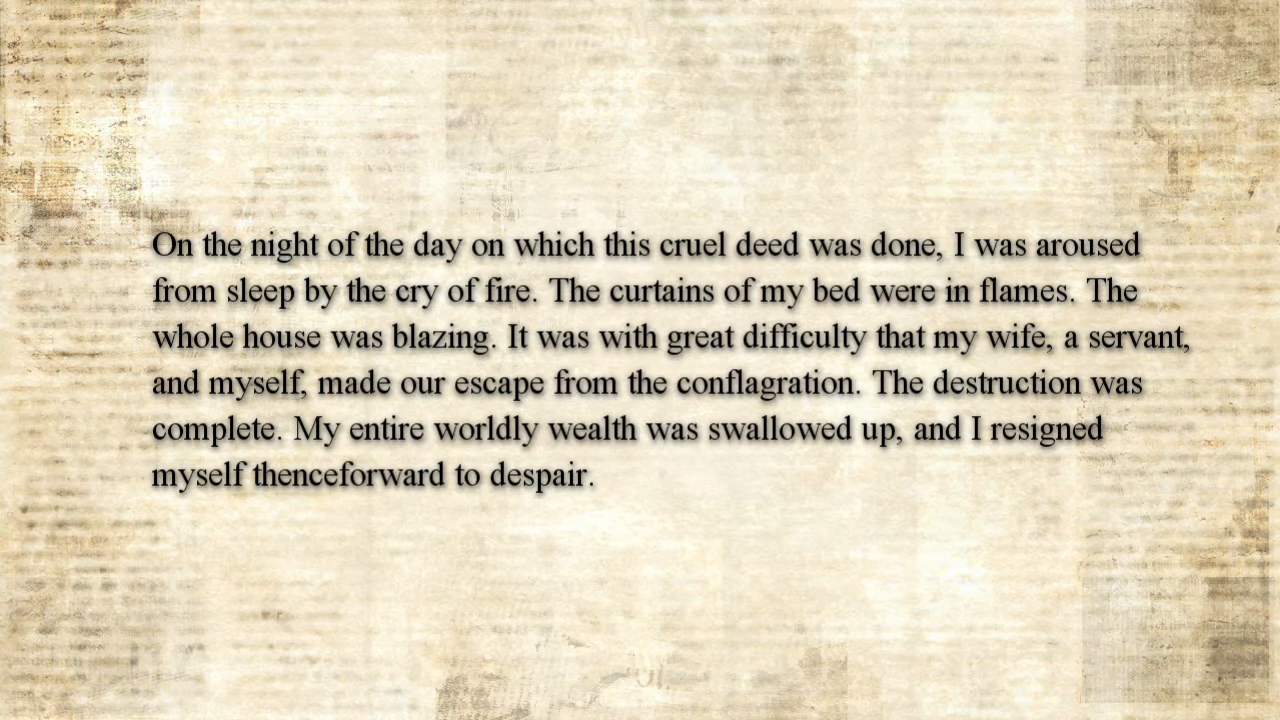 On the night of the day on which this cruel deed was done, I was aroused
from sleep by the cry of fire. The curtains of my bed were in flames. The
whole house was blazing. It was with great difficulty that my wife, a servant,
and myself, made our escape from the conflagration. The destruction was
complete. My entire worldly wealth was swallowed up, and I resigned
myself thenceforward to despair.